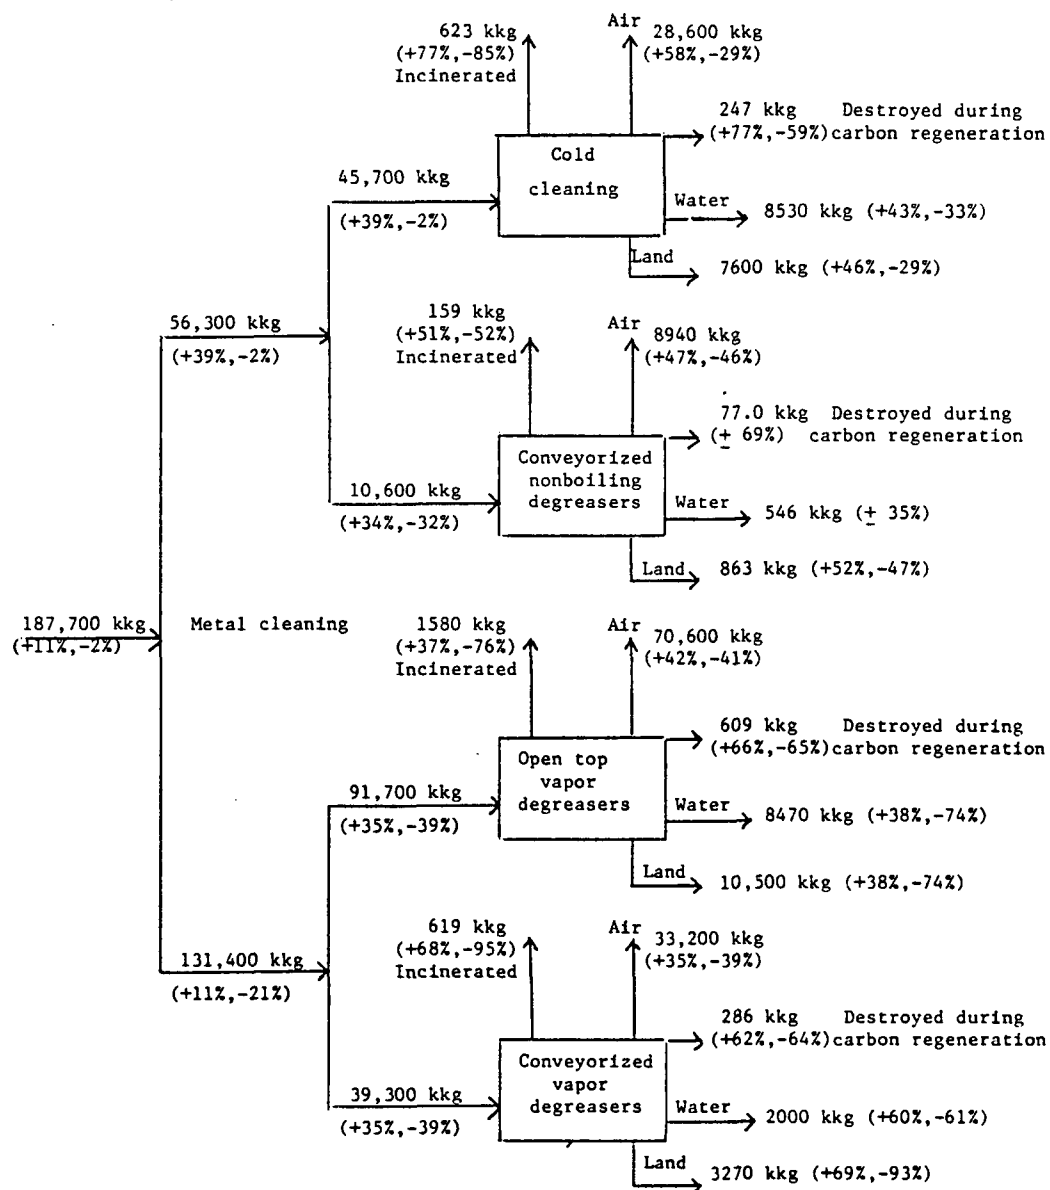 623 kkg
(+77%,-85%)
Incinerated
Air
28,600 kkg
(+58%,-29%)
247 kkg Destroyed during
(+77%,-59%) carbon regeneration
Cold
cleaning
45,700 kkg
(+39%,-2%)
Water
8530 kkg (+43%,-33%)
Land
7600 kkg (+46%,-29%)
56,300 kkg
(+39%,-2%)
159 kkg
(+51%,-52%)
Incinerated
Air
8940 kkg
(+47%,-46%)
77.0 kkg Destroyed during
(± 69%) carbon regeneration
Conveyorized
nonboiling
degreasers
10,600 kkg
(+34%,-32%)
Water
546 kkg (± 35%)
Land
863 kkg (+52%,-47%)
187,700 kkg
(+11%,-2%)
Metal cleaning
1580 kkg
(+37%,-76%)
Incinerated
Air
70,600 kkg
(+42%,-41%)
609 kkg Destroyed during
(+66%,-65%) carbon regeneration
Open top
vapor
degreasers
91,700 kkg
(+35%,-39%)
Water
8470 kkg (+38%,-74%)
Land
10,500 kkg (+38%,-74%)
131,400 kkg
(+11%,-21%)
619 kkg
(+68%,-95%)
Incinerated
Air
33,200 kkg
(+35%,-39%)
286 kkg Destroyed during
(+62%,-64%) carbon regeneration
Conveyorized
vapor
degreasers
39,300 kkg
(+35%,-39%)
Water
2000 kkg (+60%,-61%)
Land
3270 kkg (+69%,-93%)